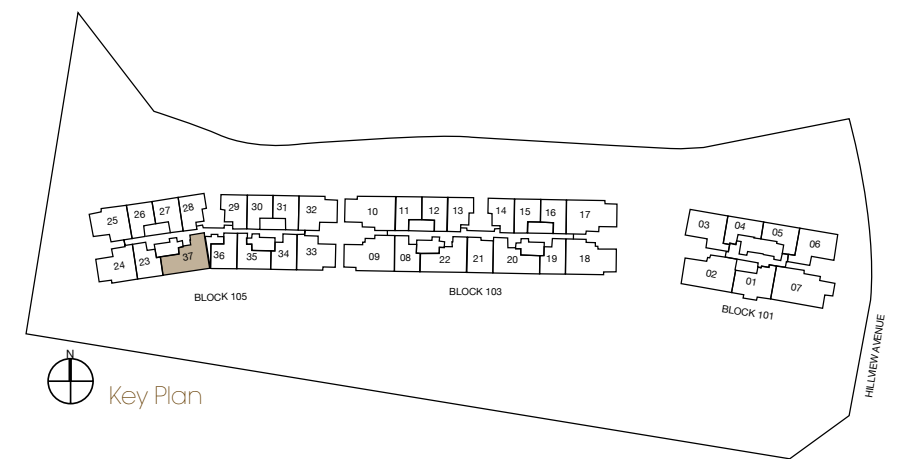 25 26 27 28 29 30 31 32 10 11 12 13 14 15 16 17 03 04 05 06
24 23 37 36 35 34 33 09 08 22 21 20 19 18 02 01 07
BLOCK 105
BLOCK 103
BLOCK 101
HILLVIEW AVENUE
N
Key Plan